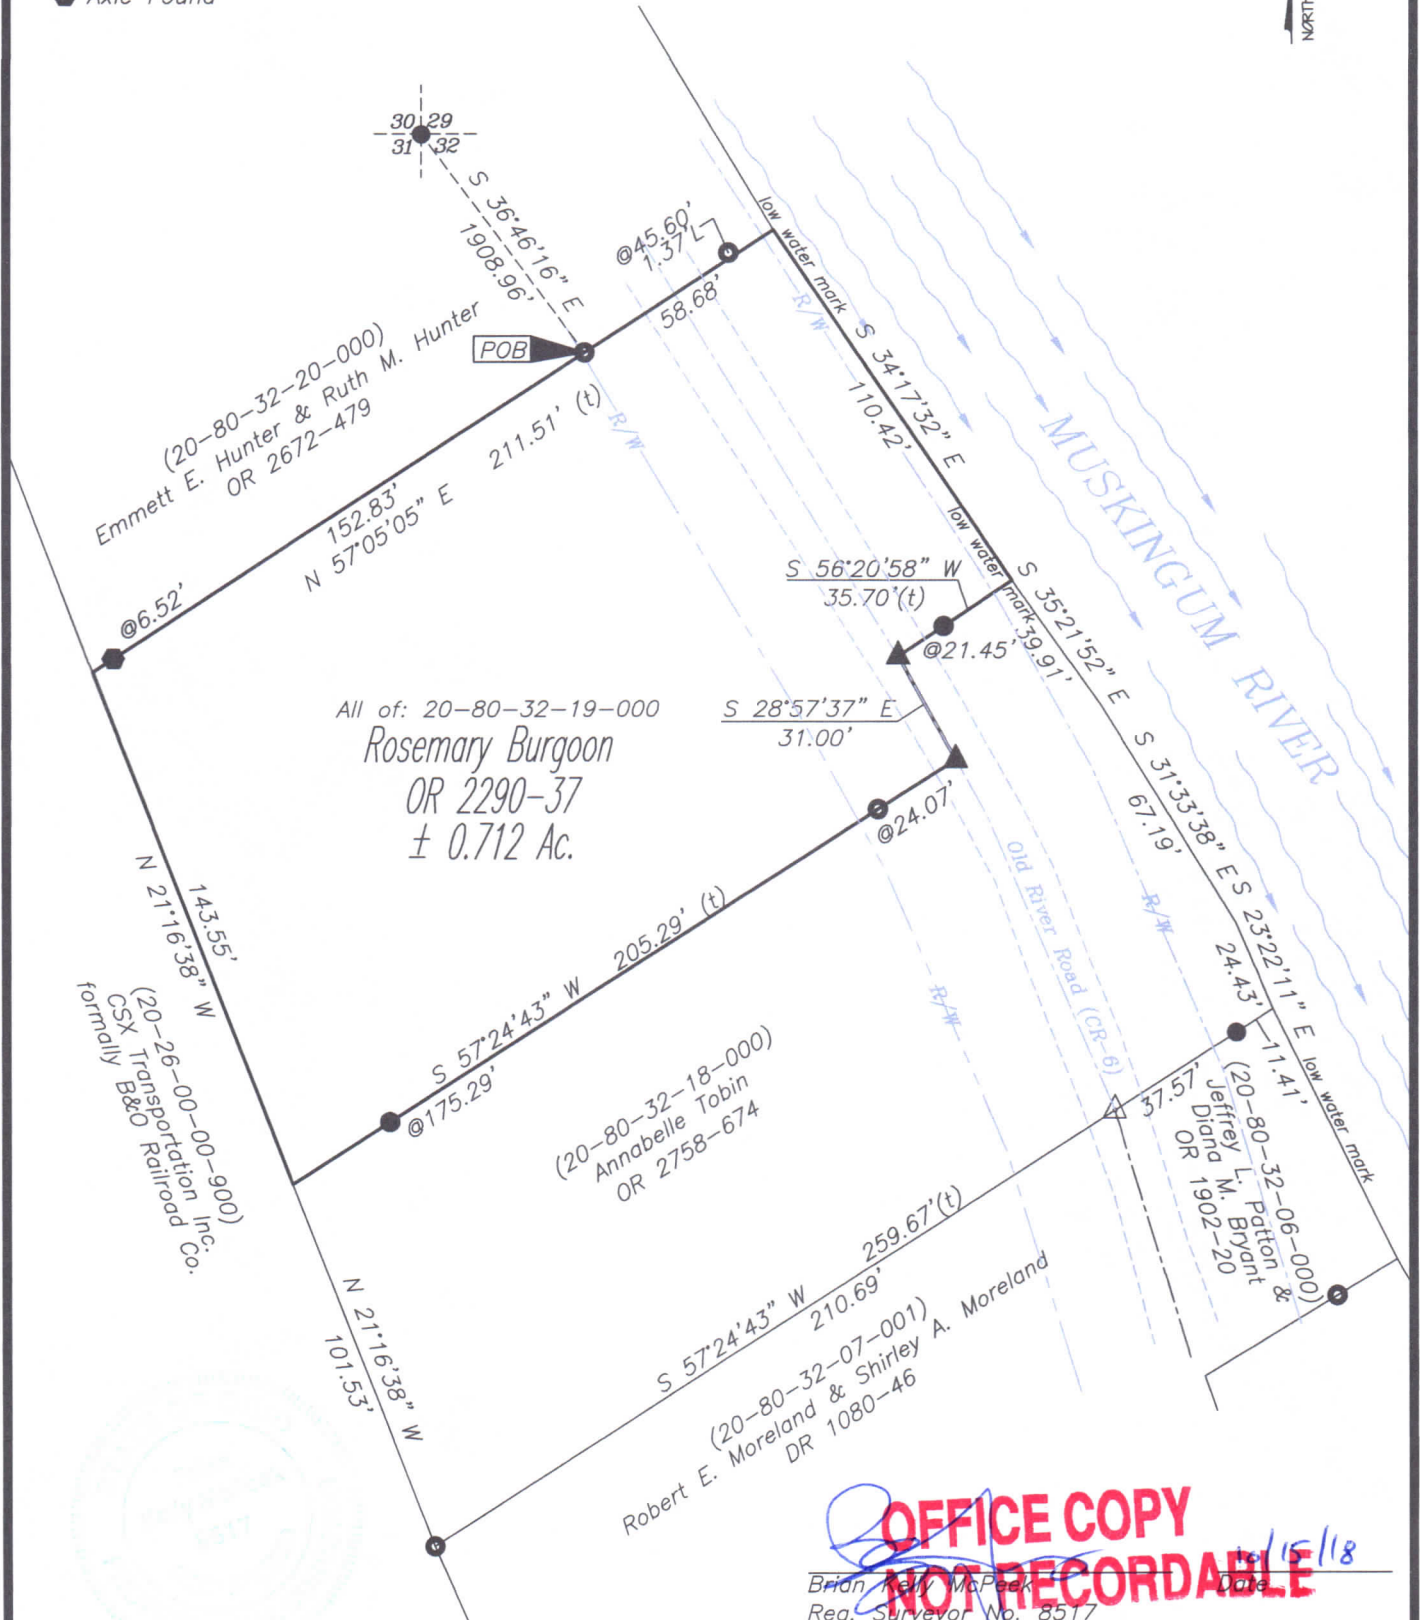 Axle Found
NORTH
30 29
31 32
S 36°46'16" E
1908.96'
@45.60'
1.37'L
58.68'
low water mark
R/W
POB
(20-80-32-20-000)
Emmett E. Hunter & Ruth M. Hunter
OR 2672-479
211.51' (t)
152.83'
N 57°05'05" E
@6.52'
R/W
S 34°17'32" E
110.42'
low water mark
MUSKINGUM RIVER
S 56°20'58" W
35.70'(t)
@21.45'
S 35°21'52" E
39.91'
S 28°57'37" E
31.00'
All of: 20-80-32-19-000
Rosemary Burgoon
OR 2290-37
± 0.712 Ac.
@24.07'
S 31°33'38" E
67.19'
Old River Road (CR-6)
R/W
S 23°22'11" E
24.43'
low water mark
143.55'
N 21°16'38" W
205.29' (t)
S 57°24'43" W
@175.29'
R/W
(20-26-00-00-900)
CSX Transportation Inc.
formally B&O Railroad Co.
(20-80-32-18-000)
Annabelle Tobin
OR 2758-674
11.41'
37.57'
(20-80-32-06-000)
Jeffrey L. Patton &
Diana M. Bryant
OR 1902-20
259.67'(t)
S 57°24'43" W
210.69'
N 21°16'38" W
101.53'
(20-80-32-07-001)
Robert E. Moreland & Shirley A. Moreland
DR 1080-46
OFFICE COPY
NOT RECORDABLE
10/15/18
Brian Kelly McPeek Date
Reg. Surveyor No. 8517